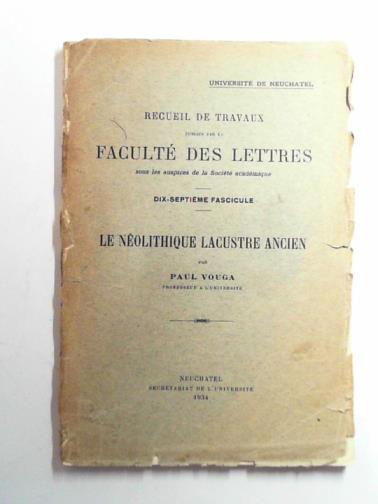 UNIVERSITÉ DE NEUCHATEL
RECUEIL DE TRAVAUX
PUBLIÉS PAR LA
FACULTÉ DES LETTRES
sous les auspices de la Société académique
DIX-SEPTIÈME FASCICULE
LE NÉOLITHIQUE LACUSTRE ANCIEN
PAR
PAUL VOUGA
PROFESSEUR A L'UNIVERSITÉ
NEUCHATEL
SECRÉTARIAT DE L'UNIVERSITÉ
1934